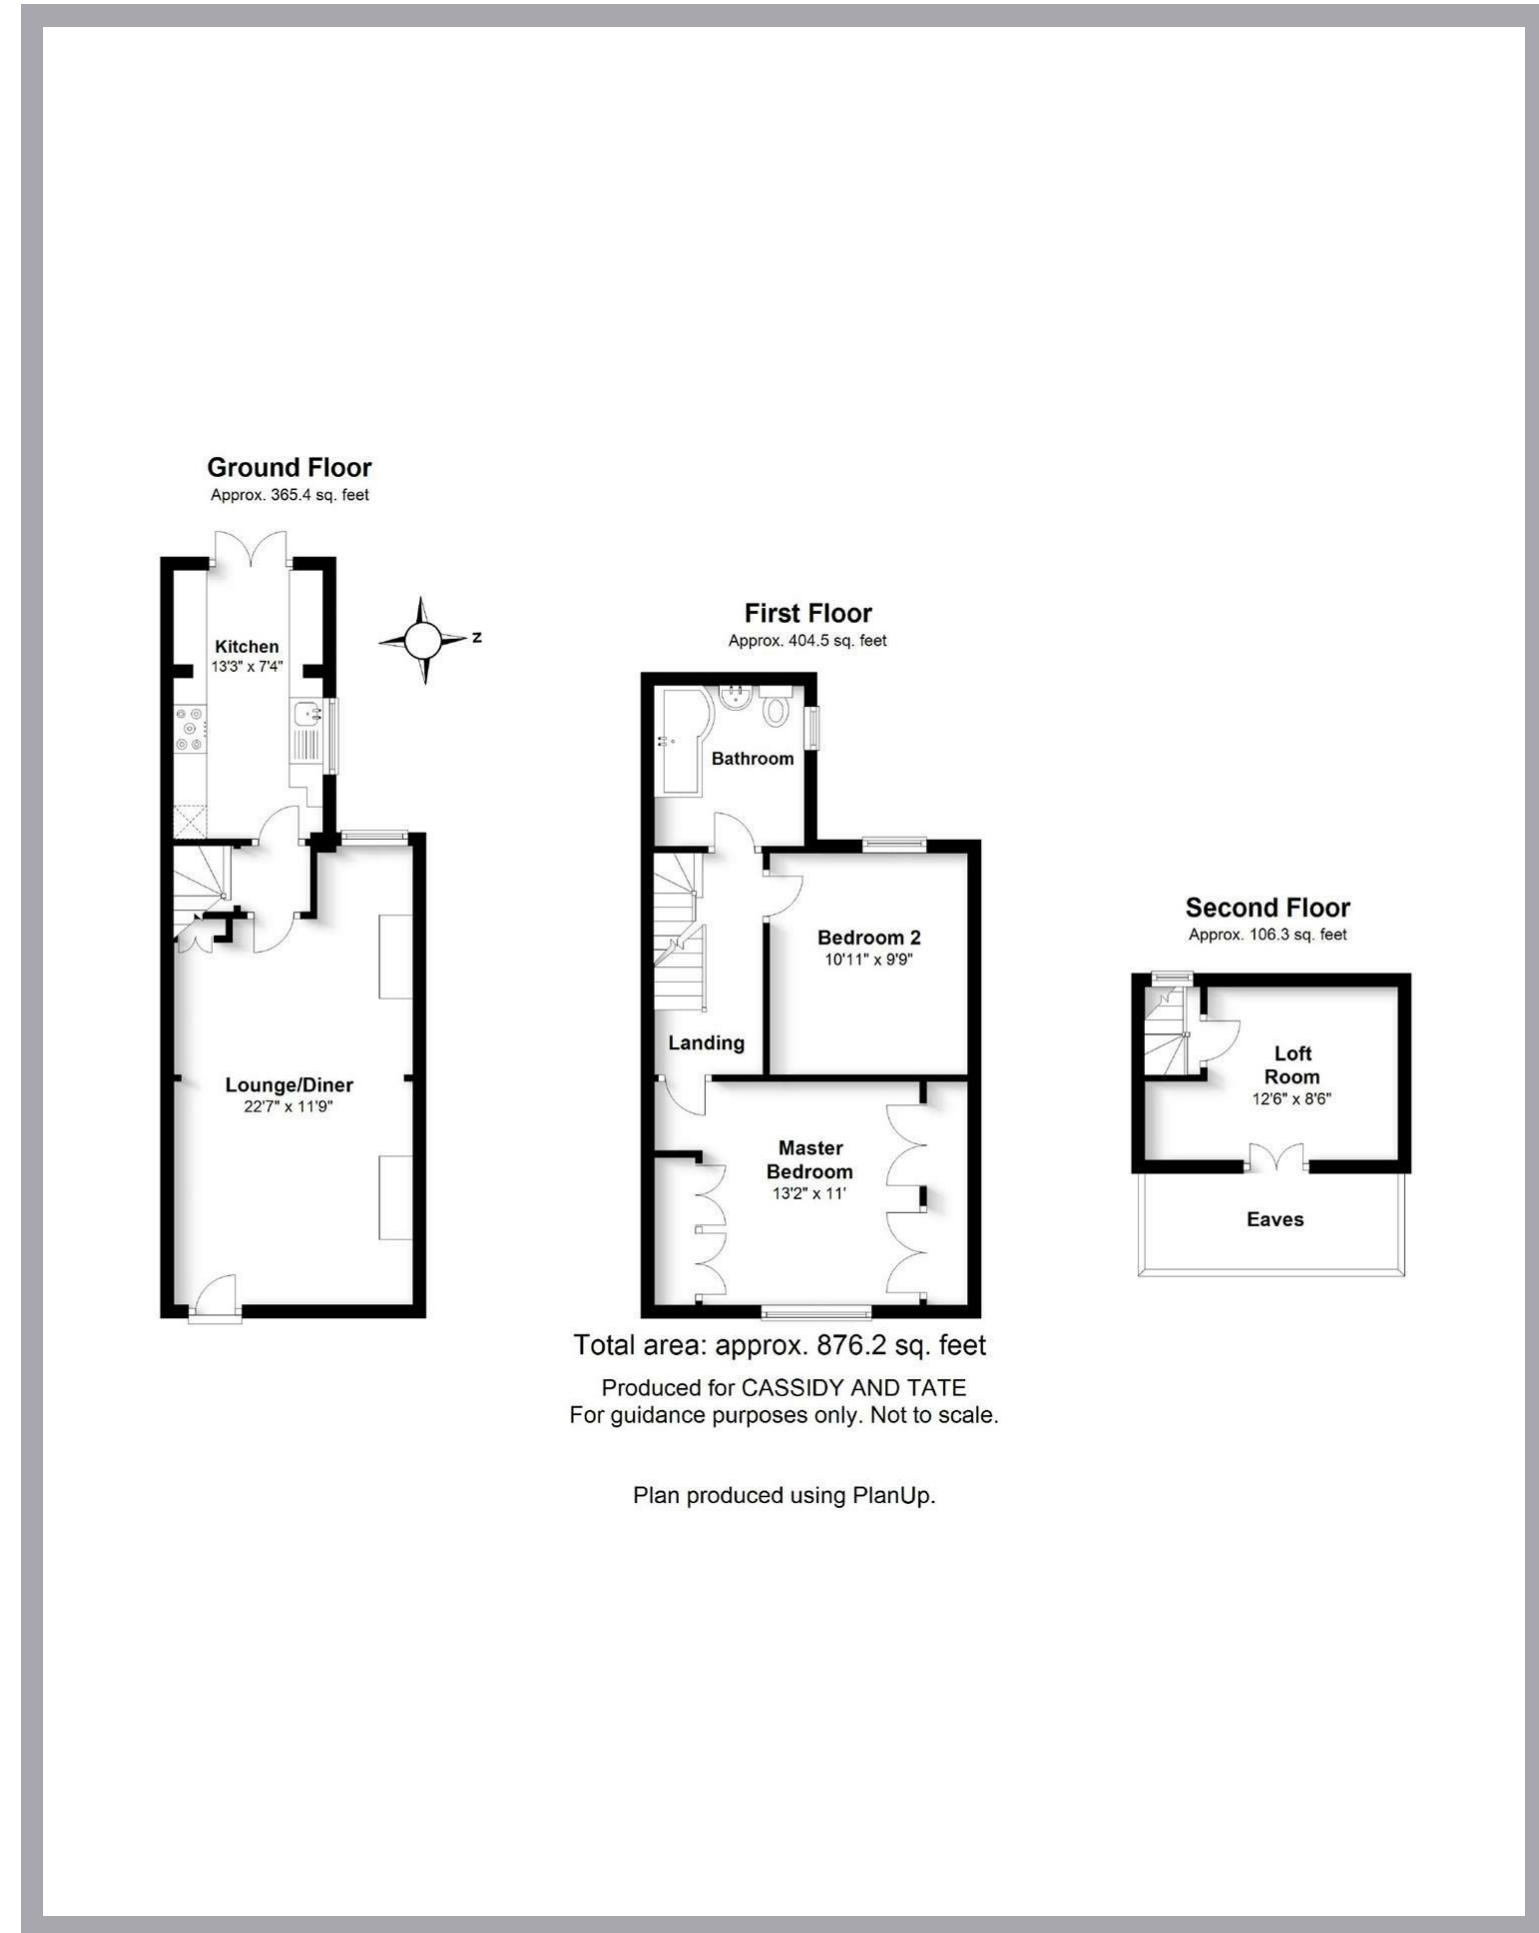 Ground Floor
Approx. 365.4 sq. feet
Kitchen
13'3" x 7'4"
Z
Lounge/Diner
22'7" x 11'9"
First Floor
Approx. 404.5 sq. feet
Bathroom
Bedroom 2
10'11" x 9'9"
Landing
Master
Bedroom
13'2" x 11'
Second Floor
Approx. 106.3 sq. feet
Loft
Room
12'6" x 8'6"
Eaves
Total area: approx. 876.2 sq. feet
Produced for CASSIDY AND TATE
For guidance purposes only. Not to scale.
Plan produced using PlanUp.